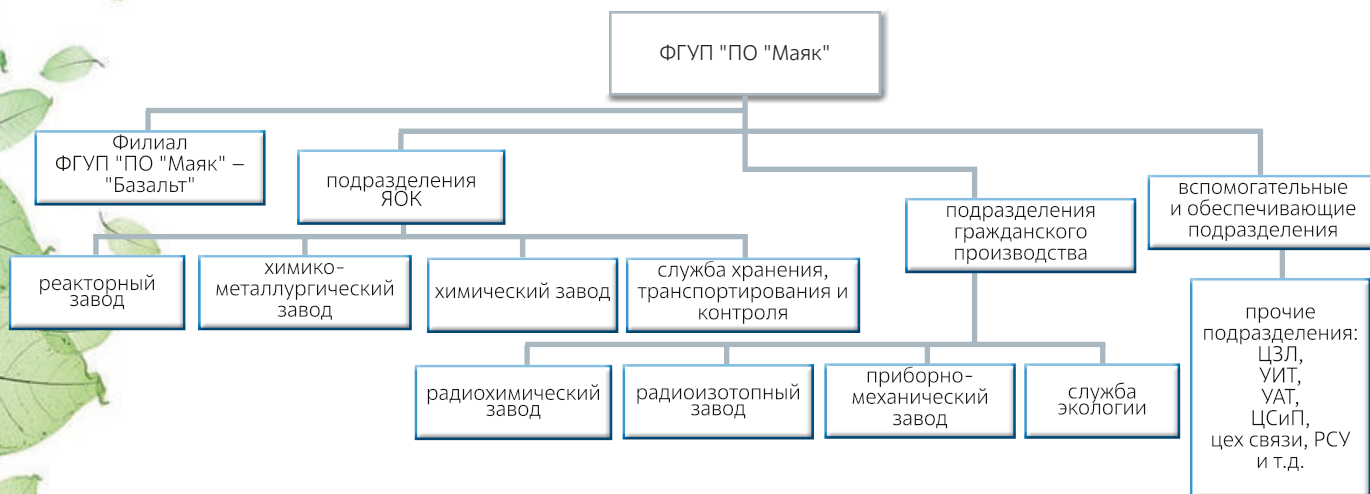 ФГУП "ПО "Маяк"
Филиал
ФГУП "ПО "Маяк" –
"Базальт"
подразделения
ЯОК
подразделения
гражданского
производства
вспомогательные
и обеспечивающие
подразделения
реакторный
завод
химико-
металлургический
завод
химический завод
служба хранения,
транспортирования и
контроля
радиохимический
завод
радиоизотопный
завод
приборно-
механический
завод
служба
экологии
прочие
подразделения:
ЦЗЛ,
УИТ,
УАТ,
ЦСиП,
цех связи, РСУ
и т.д.